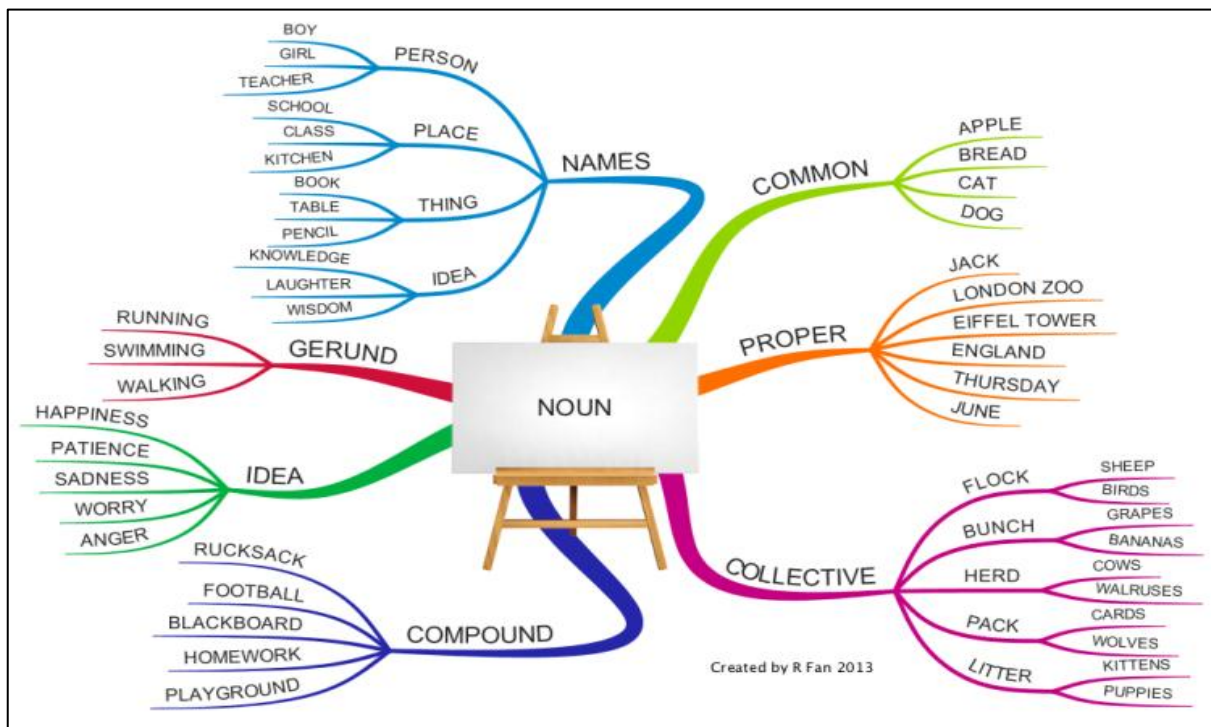 NOUN
NAMES
PERSON
BOY
GIRL
TEACHER
PLACE
SCHOOL
CLASS
KITCHEN
THING
BOOK
TABLE
PENCIL
IDEA
KNOWLEDGE
LAUGHTER
WISDOM
COMMON
APPLE
BREAD
CAT
DOG
PROPER
JACK
LONDON ZOO
EIFFEL TOWER
ENGLAND
THURSDAY
JUNE
COLLECTIVE
FLOCK
SHEEP
BIRDS
BUNCH
GRAPES
BANANAS
HERD
COWS
WALRUSES
PACK
CARDS
WOLVES
LITTER
KITTENS
PUPPIES
COMPOUND
RUCKSACK
FOOTBALL
BLACKBOARD
HOMEWORK
PLAYGROUND
IDEA
HAPPINESS
PATIENCE
SADNESS
WORRY
ANGER
GERUND
RUNNING
SWIMMING
WALKING
Created by R Fan 2013